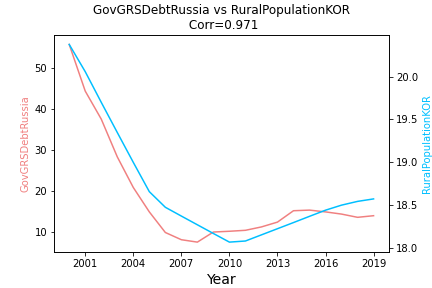 GovGRSDebtRussia vs RuralPopulationKOR
Corr=0.971
GovGRSDebtRussia
50
40
30
20
10
20.0
19.5
19.0
18.5
18.0
RuralPopulationKOR
2001 2004 2007 2010 2013 2016 2019
Year